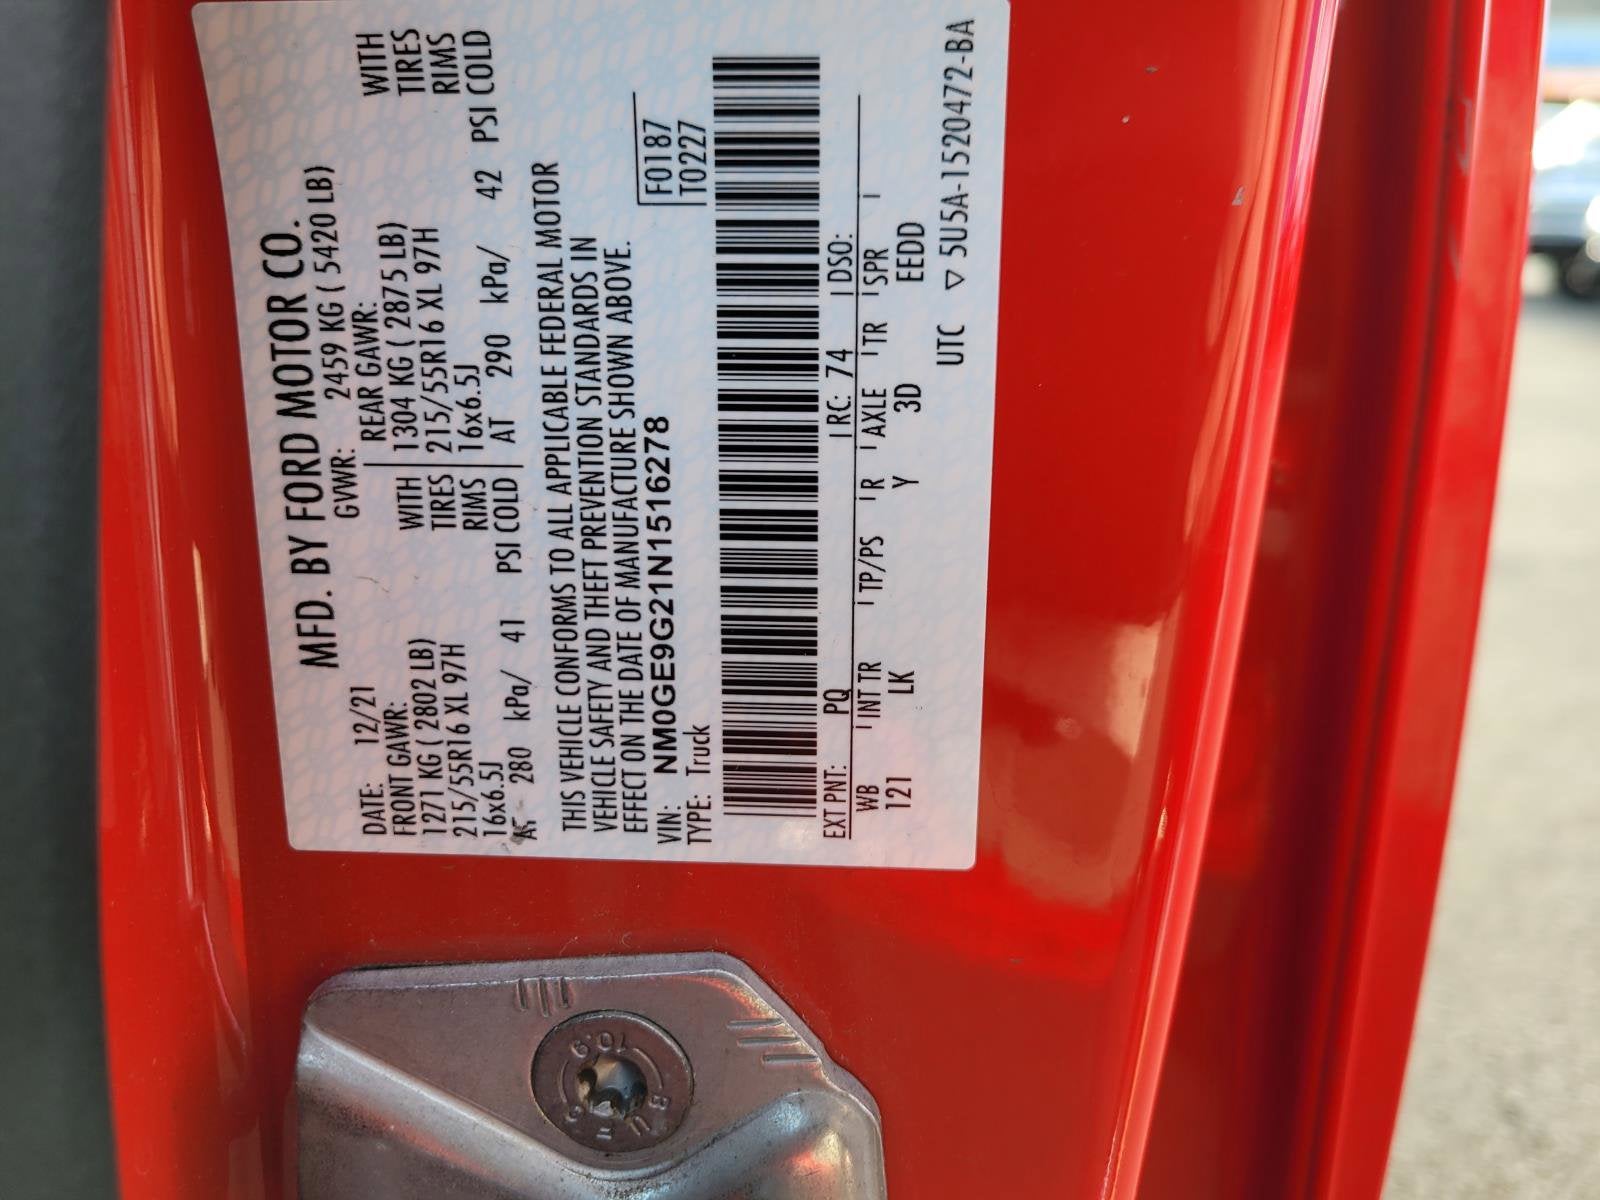 MFD. BY FORD MOTOR CO.
DATE: 12/21 GVWR: 2459 KG ( 5420 LB)
FRONT GAWR: REAR GAWR:
1271 KG ( 2802 LB) WITH 1304 KG ( 2875 LB) WITH
215/55R16 XL 97H TIRES 215/55R16 XL 97H TIRES
16x6.5J RIMS 16x6.5J RIMS
AT 280 kPa/ 41 PSI COLD AT 290 kPa/ 42 PSI COLD
THIS VEHICLE CONFORMS TO ALL APPLICABLE FEDERAL MOTOR
VEHICLE SAFETY AND THEFT PREVENTION STANDARDS IN
EFFECT ON THE DATE OF MANUFACTURE SHOWN ABOVE.
VIN: NM0GE9G21N1516278 F0187
TYPE: Truck T0227
EXT PNT: PQ RC: 74 DSO:
WB INT TR TP/PS R AXLE TR SPR
121 LK Y 3D EEDD
UTC ▽ 5U5A-1520472-BA
10.9